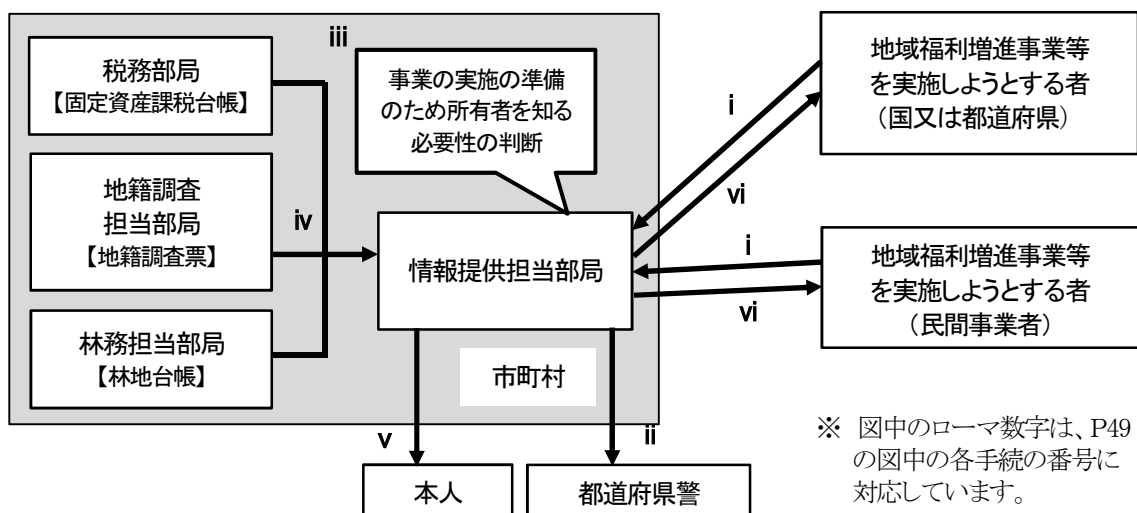 iii
税務部局
【固定資産課税台帳】
事業の実施の準備
のため所有者を知る
必要性の判断
地域福利増進事業等
を実施しようとする者
(国又は都道府県)
i
vi
地籍調査
担当部局
【地籍調査票】
iv
情報提供担当部局
i
vi
地域福利増進事業等
を実施しようとする者
(民間事業者)
林務担当部局
【林地台帳】
市町村
v
ii
本人
都道府県警
※ 図中のローマ数字は、P49
の図中の各手続の番号に
対応しています。